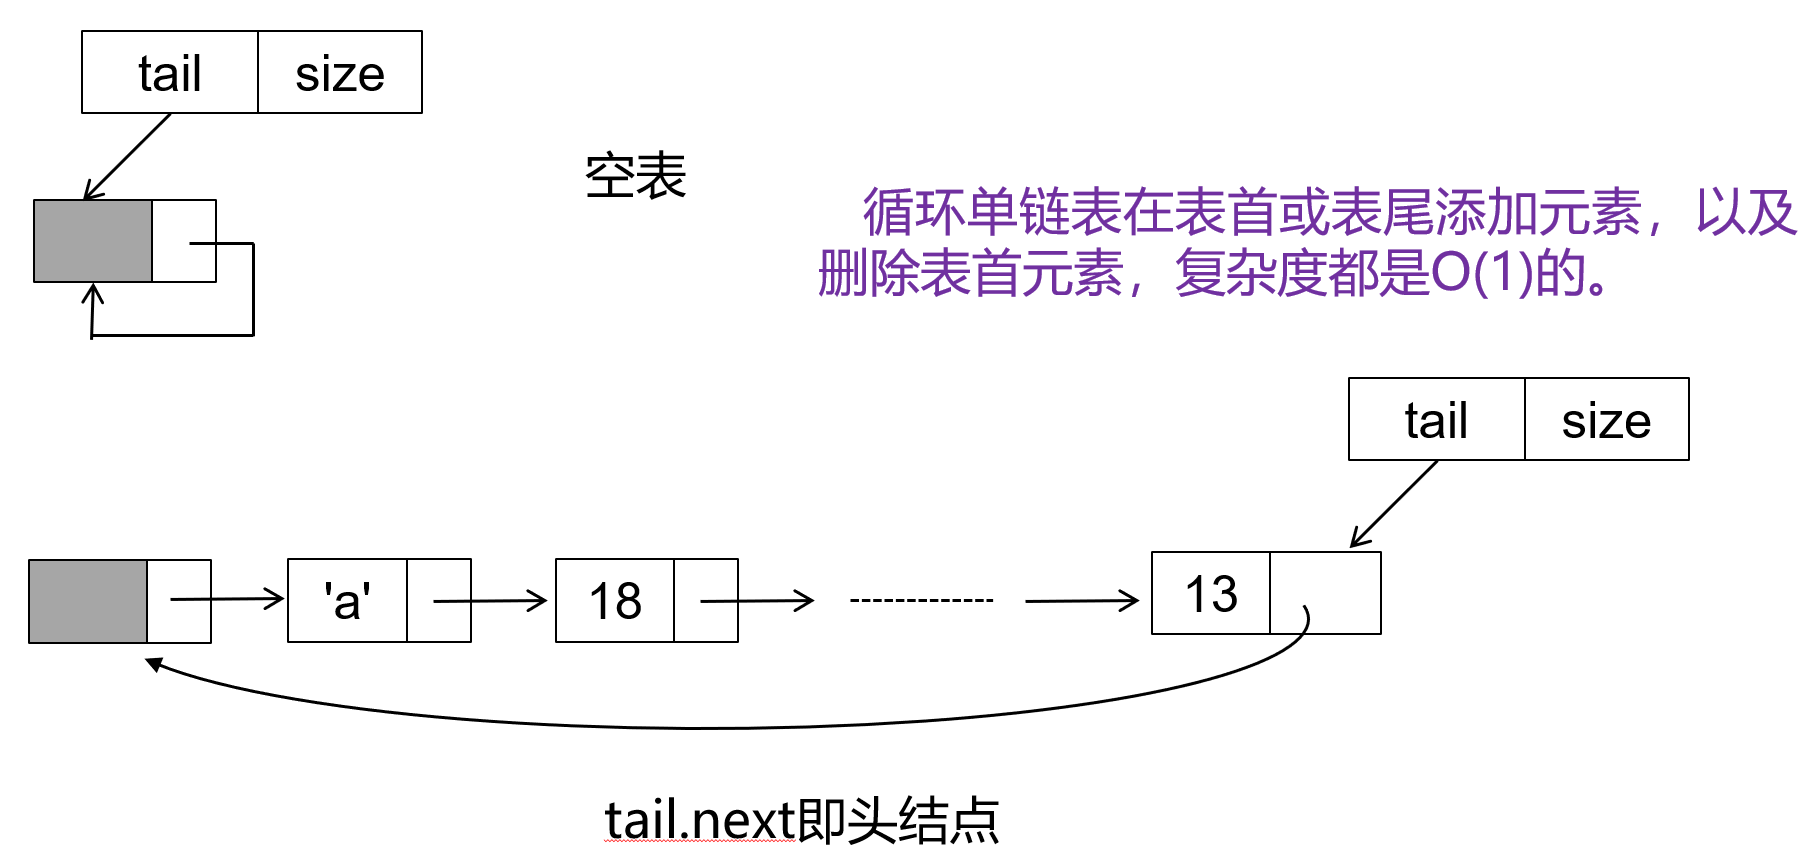 tail size
空表
循环单链表在表首或表尾添加元素，以及
删除表首元素，复杂度都是O(1)的。
tail size
'a' 18 13
tail.next即头结点